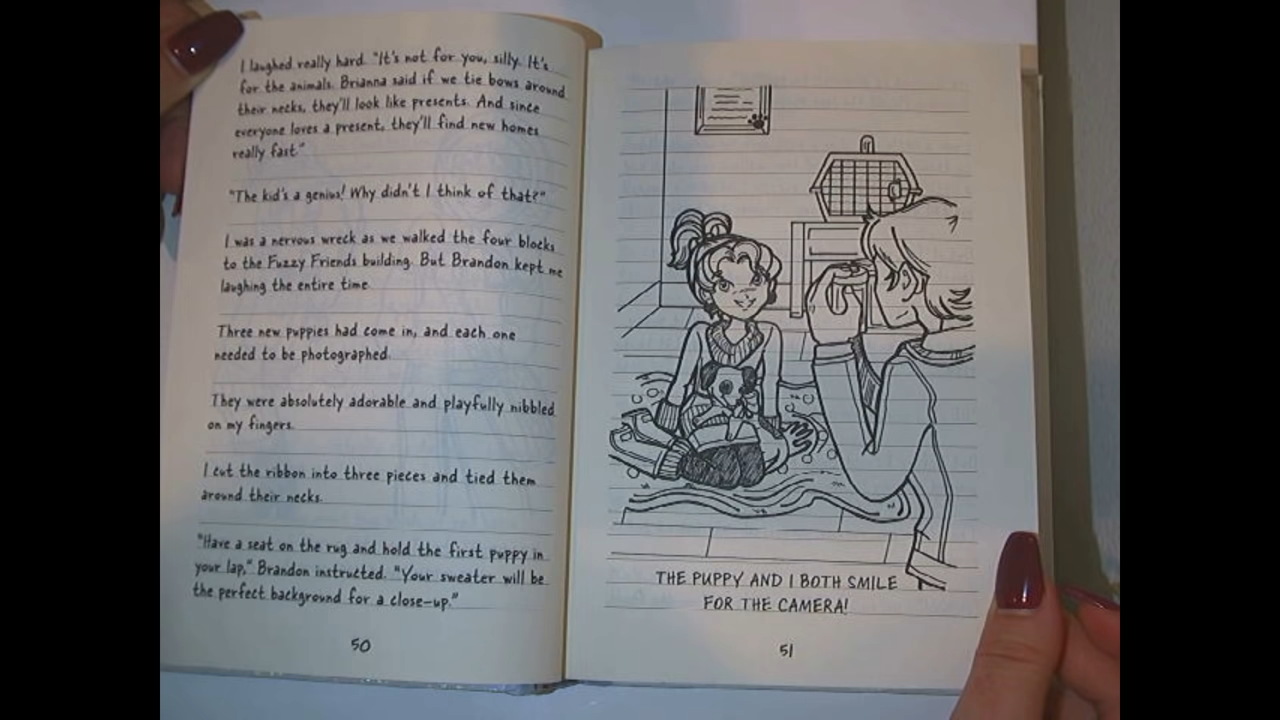 I laughed really hard. "It's not for you, silly. It's
for the animals. Brianna said if we tie bows around
their necks, they'll look like presents. And since
everyone loves a present, they'll find new homes
really fast."
"The kid's a genius! Why didn't I think of that?"
I was a nervous wreck as we walked the four blocks
to the Fuzzy Friends building. But Brandon kept me
laughing the entire time.
Three new puppies had come in, and each one
needed to be photographed.
They were absolutely adorable and playfully nibbled
on my fingers.
I cut the ribbon into three pieces and tied them
around their necks.
"Have a seat on the rug and hold the first puppy in
your lap," Brandon instructed. "Your sweater will be
the perfect background for a close-up."
50
THE PUPPY AND I BOTH SMILE
FOR THE CAMERA!
51